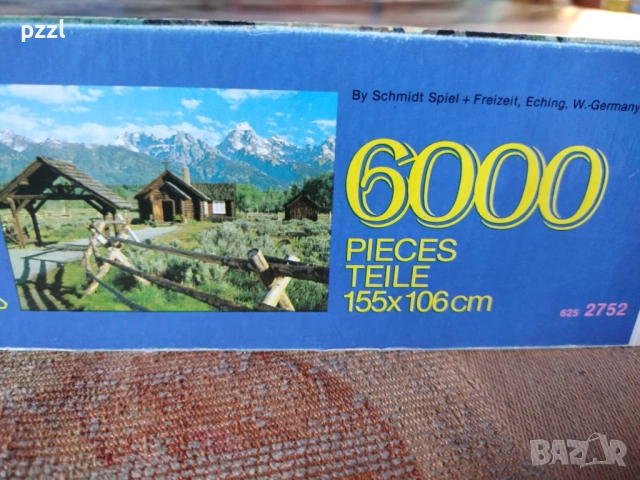 pzzl
By Schmidt Spiel + Freizeit, Eching, W.-Germany
6000
PIECES
TEILE
155x106cm
625 2752
BAZAR